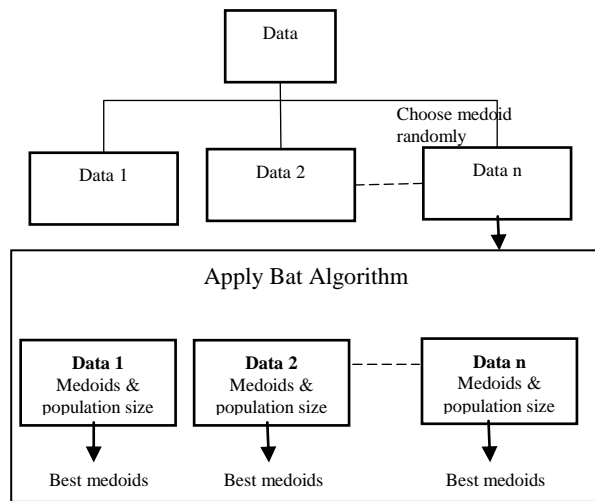 Data
Choose medoid
randomly
Data 1
Data 2
Data n
Apply Bat Algorithm
Data 1
Medoids &
population size
Data 2
Medoids &
population size
Data n
Medoids &
population size
Best medoids
Best medoids
Best medoids